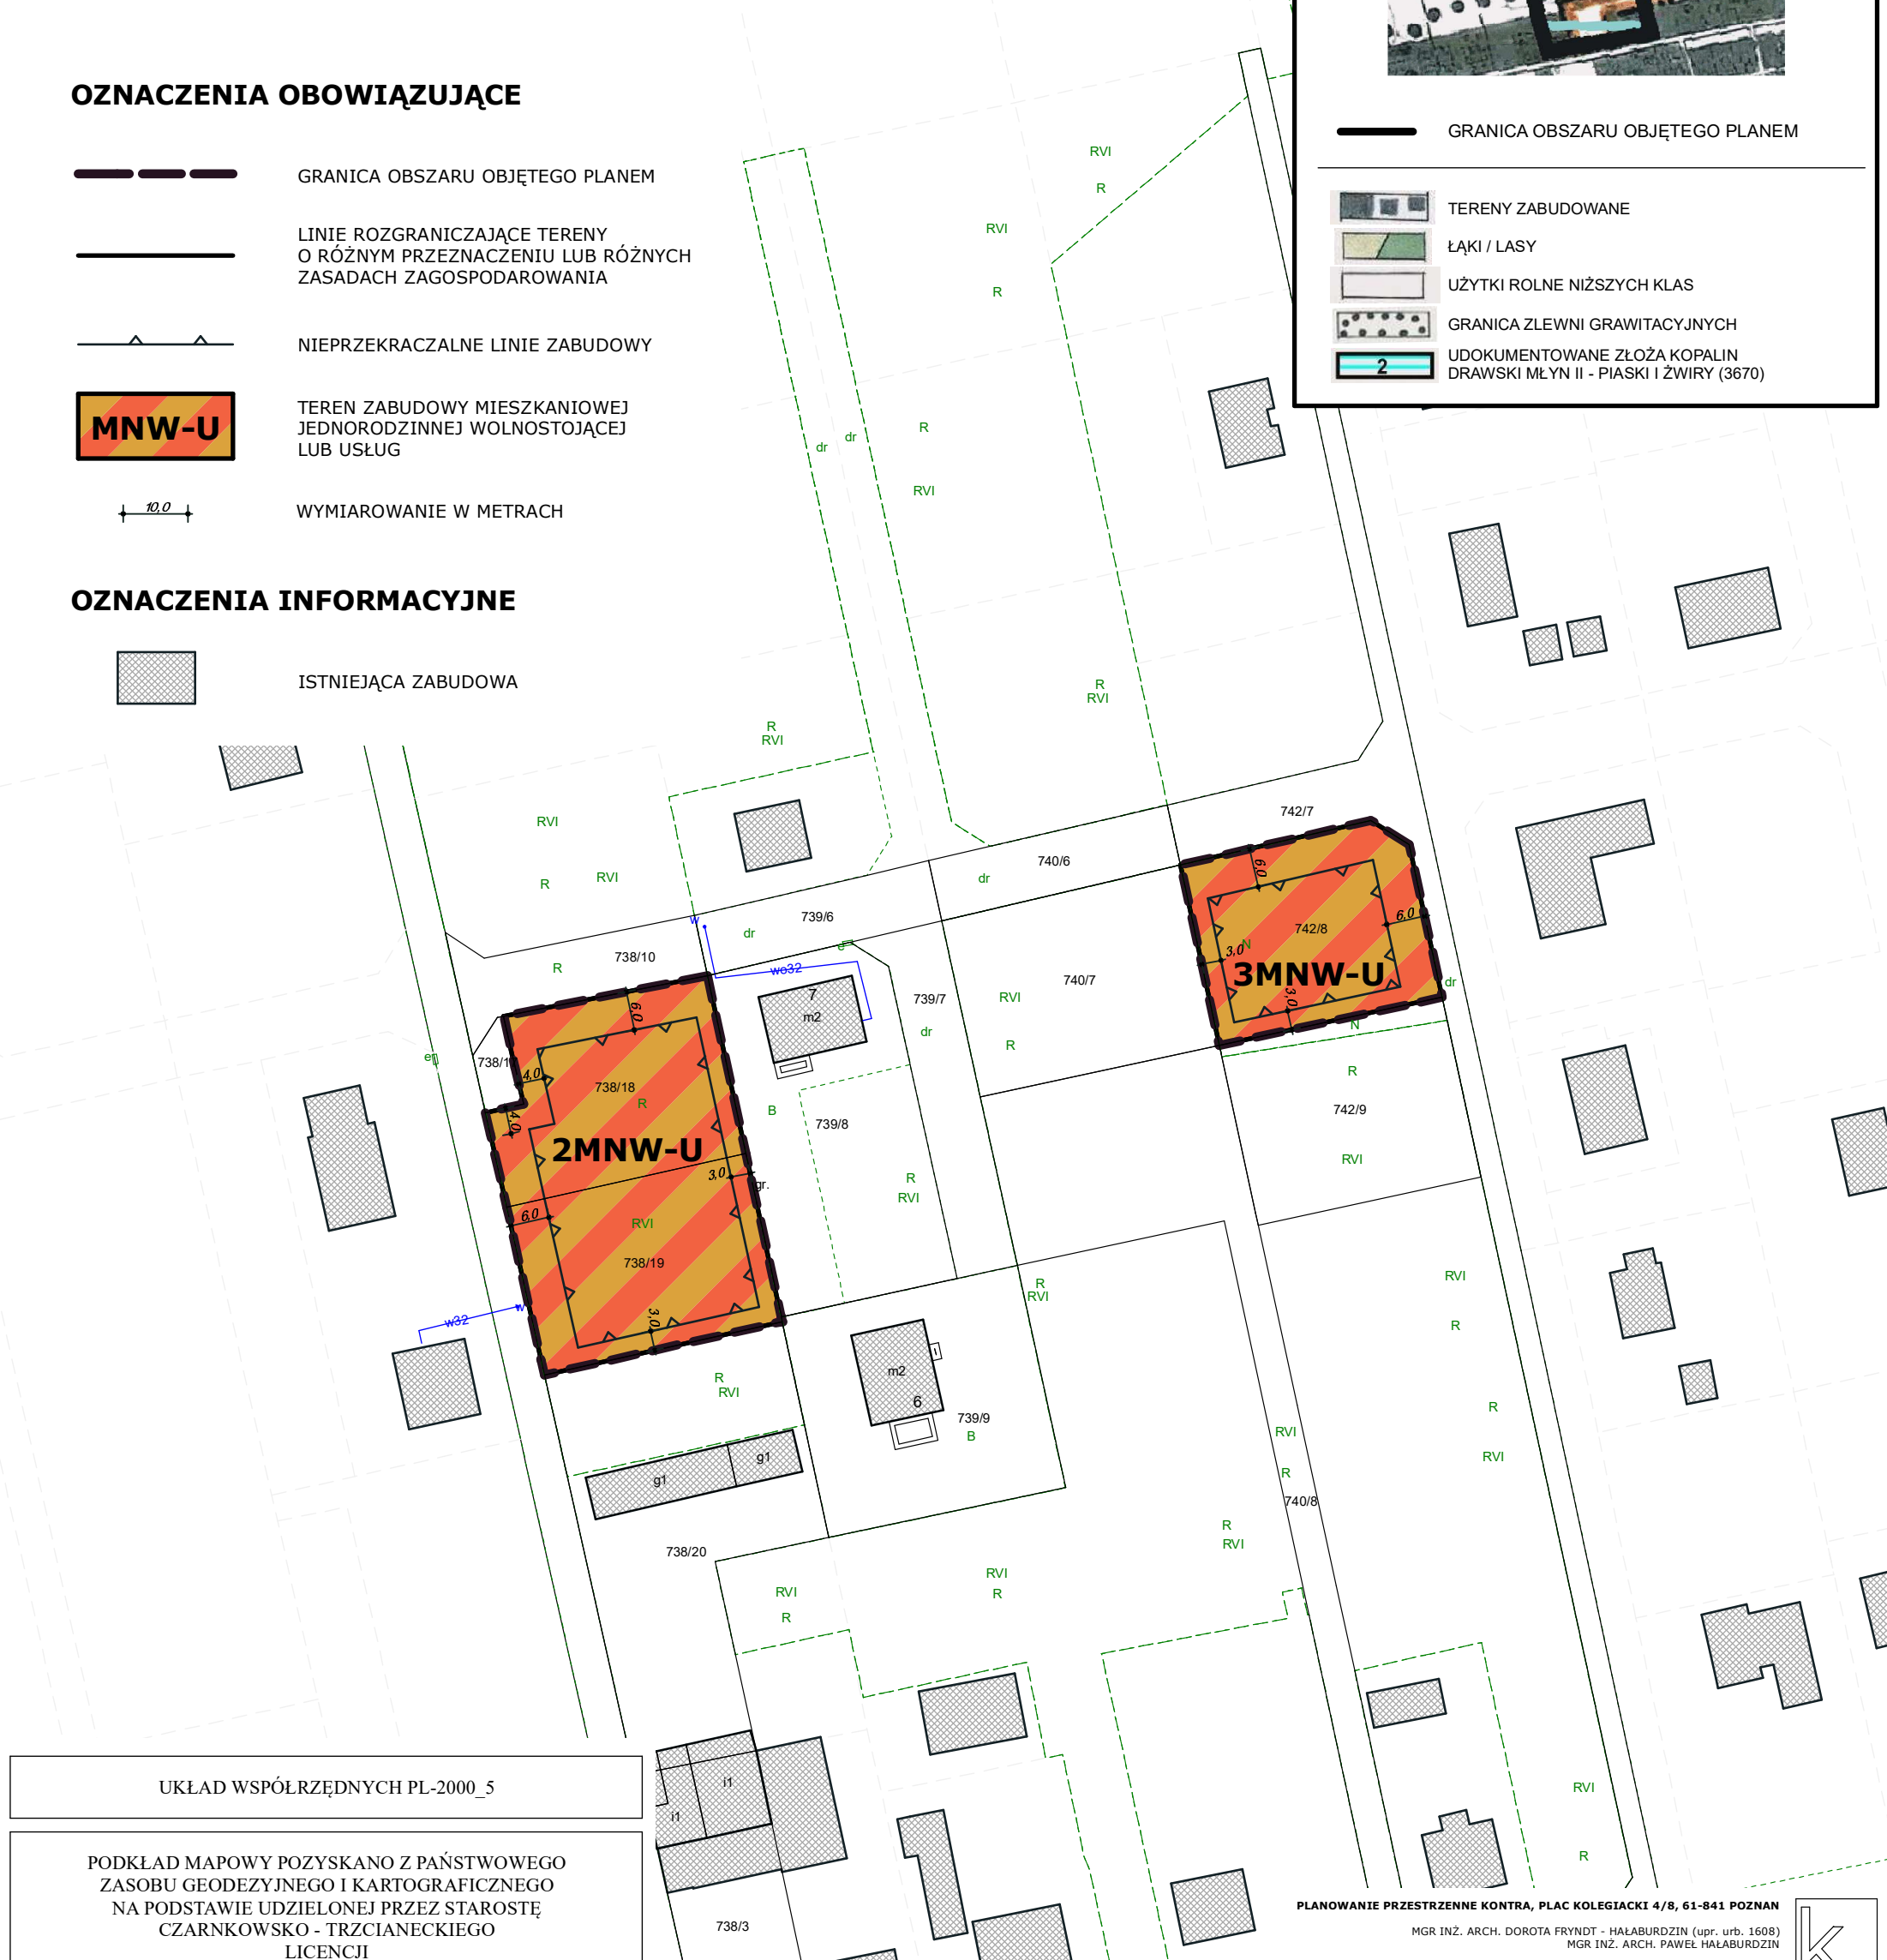 OZNACZENIA OBOWIĄZUJĄCE
GRANICA OBSZARU OBJĘTEGO PLANEM
LINIE ROZGRANICZAJĄCE TERENY
O RÓŻNYM PRZEZNACZENIU LUB RÓŻNYCH
ZASADACH ZAGOSPODAROWANIA
NIEPRZEKRACZALNE LINIE ZABUDOWY
MNW-U
TEREN ZABUDOWY MIESZKANIOWEJ
JEDNORODZINNEJ WOLNOSTOJĄCEJ
LUB USŁUG
10,0
WYMIAROWANIE W METRACH
OZNACZENIA INFORMACYJNE
ISTNIEJĄCA ZABUDOWA
GRANICA OBSZARU OBJĘTEGO PLANEM
TERENY ZABUDOWANE
ŁĄKI / LASY
UŻYTKI ROLNE NIŻSZYCH KLAS
GRANICA ZLEWNI GRAWITACYJNYCH
2
UDOKUMENTOWANE ZŁOŻA KOPALIN
DRAWSKI MŁYN II - PIASKI I ŻWIRY (3670)
RVI
R
RVI
R
R
dr
dr
RVI
R
RVI
R
RVI
RVI
R
RVI
742/7
740/6
dr
739/6
w
dr
e
738/10
R
wo32
6,0
6,0
742/8
N
3,0
3MNW-U
3,0
dr
N
740/7
RVI
R
739/7
dr
7
m2
6,0
738/1
4,0
738/18
R
4,0
en
2MNW-U
B
739/8
3,0
gr.
6,0
RVI
738/19
3,0
w
w32
R
RVI
R
742/9
RVI
R
RVI
RVI
R
R
RVI
m2
6
739/9
B
g1
g1
738/20
RVI
R
740/8
R
RVI
R
RVI
RVI
R
RVI
R
i1
i1
RVI
R
738/3
UKŁAD WSPÓŁRZĘDNYCH PL-2000_5
PODKŁAD MAPOWY POZYSKANO Z PAŃSTWOWEGO
ZASOBU GEODEZYJNEGO I KARTOGRAFICZNEGO
NA PODSTAWIE UDZIELONEJ PRZEZ STAROSTĘ
CZARNKOWSKO - TRZCIANECKIEGO
LICENCJI
PLANOWANIE PRZESTRZENNE KONTRA, PLAC KOLEGIACKI 4/8, 61-841 POZNAN
MGR INŻ. ARCH. DOROTA FRYNDT - HAŁABURDZIN (upr. urb. 1608)
MGR INŻ. ARCH. PAWEŁ HAŁABURDZIN
k